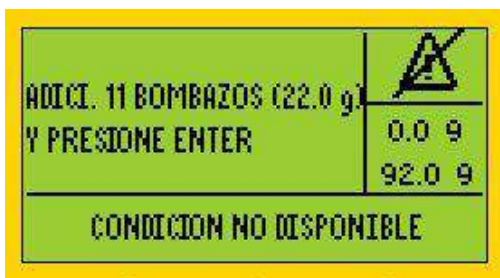 ADICI. 11 BOMBAZOS (22.0 g)
Y PRESIONE ENTER
0.0 g
92.0 g
CONDICION NO DISPONIBLE